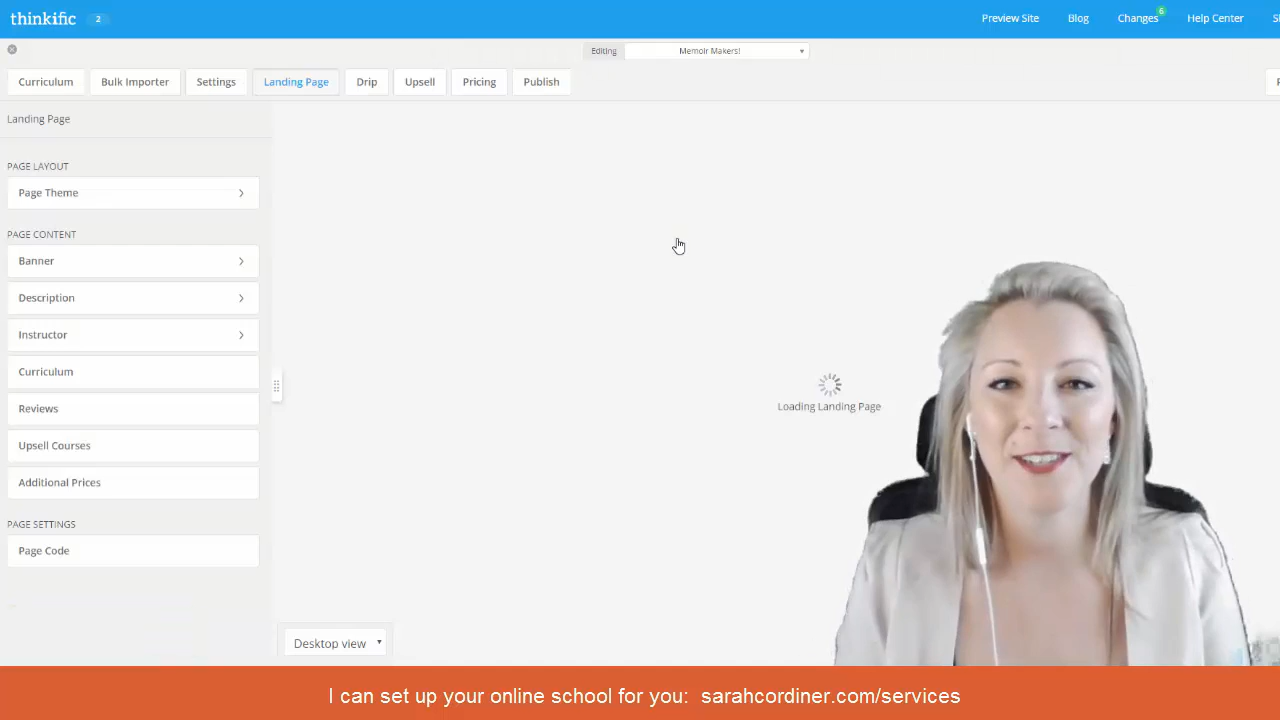 thinkific 2 Preview Site Blog Changes 6 Help Center
Editing Memoir Makers!
Curriculum Bulk Importer Settings Landing Page Drip Upsell Pricing Publish
Landing Page
PAGE LAYOUT
Page Theme
PAGE CONTENT
Banner
Description
Instructor
Curriculum
Reviews
Upsell Courses
Additional Prices
PAGE SETTINGS
Page Code
Loading Landing Page
Desktop view
I can set up your online school for you: sarahcordiner.com/services